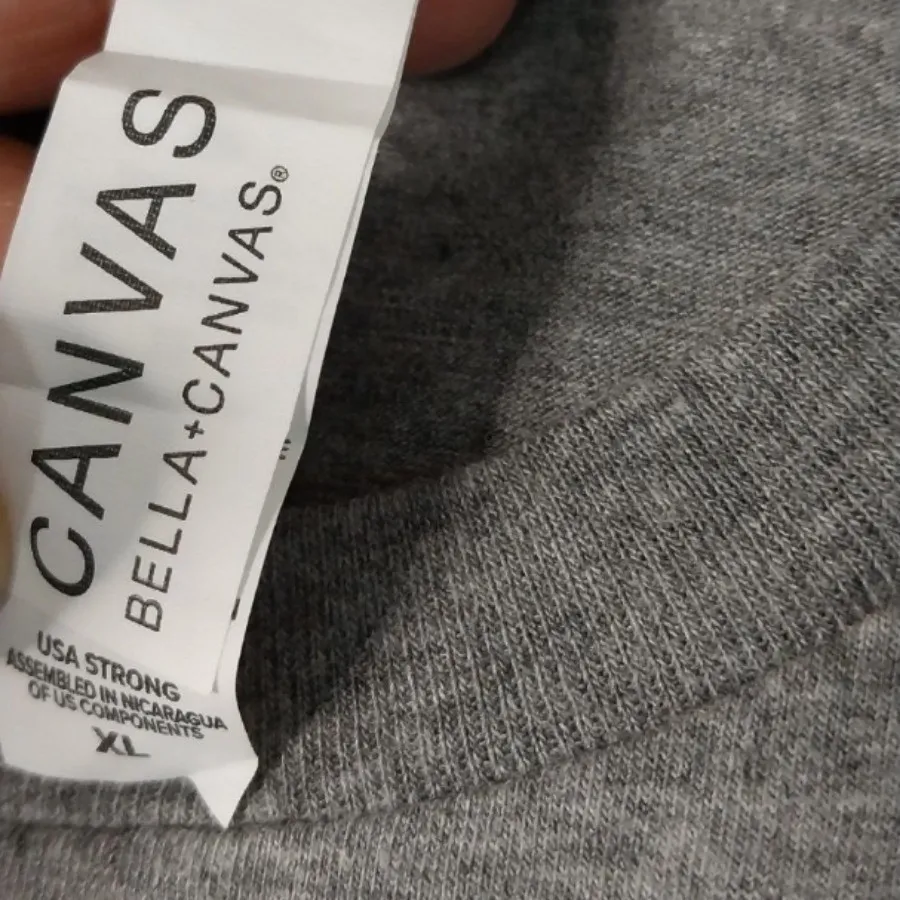 CANVAS
BELLA+CANVAS®
USA STRONG
ASSEMBLED IN NICARAGUA
OF US COMPONENTS
XL